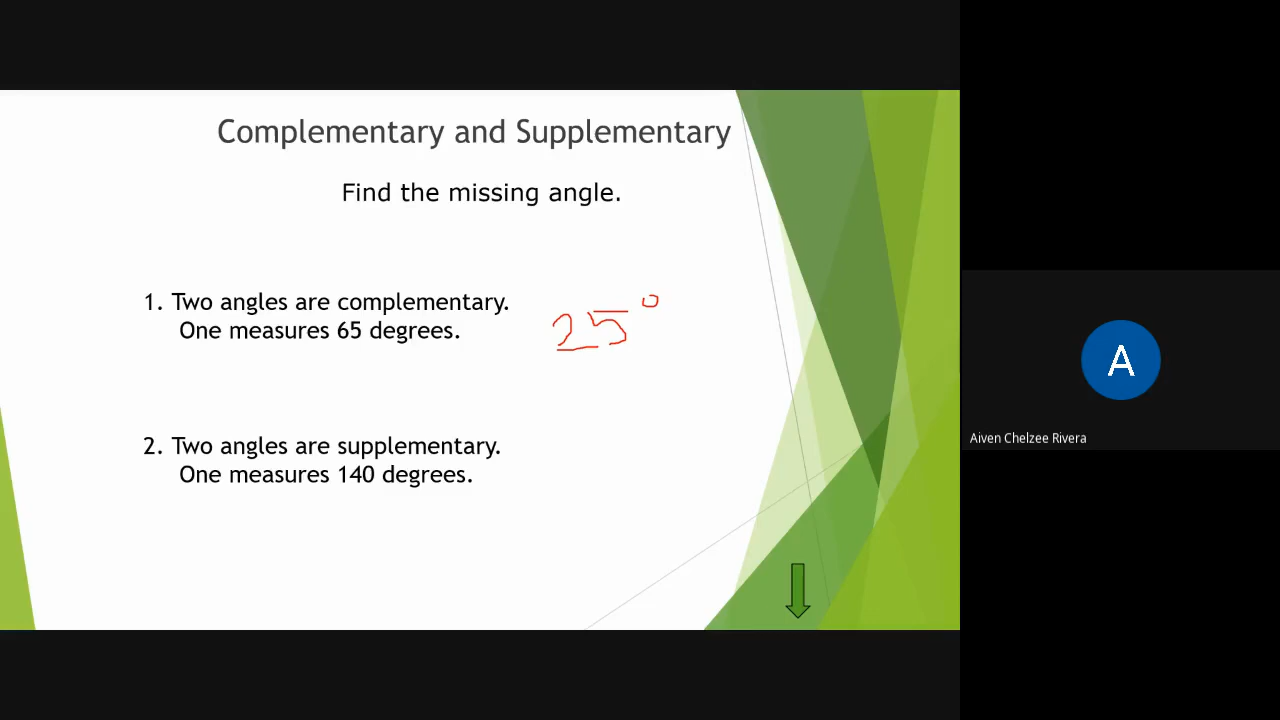 Complementary and Supplementary
Find the missing angle.
1. Two angles are complementary.
One measures 65 degrees.
25°
2. Two angles are supplementary.
One measures 140 degrees.
A
Aiven Chelzee Rivera